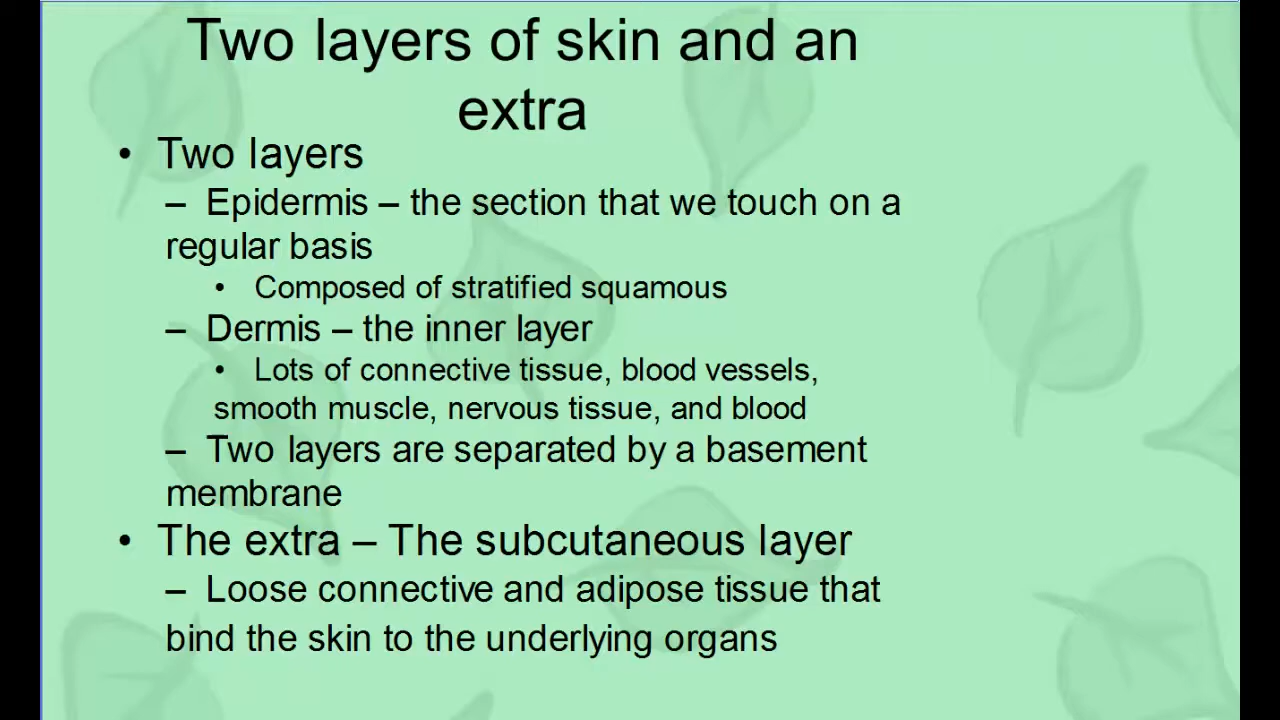 Two layers of skin and an
extra
• Two layers
– Epidermis – the section that we touch on a
regular basis
• Composed of stratified squamous
– Dermis – the inner layer
• Lots of connective tissue, blood vessels,
smooth muscle, nervous tissue, and blood
– Two layers are separated by a basement
membrane
• The extra – The subcutaneous layer
– Loose connective and adipose tissue that
bind the skin to the underlying organs